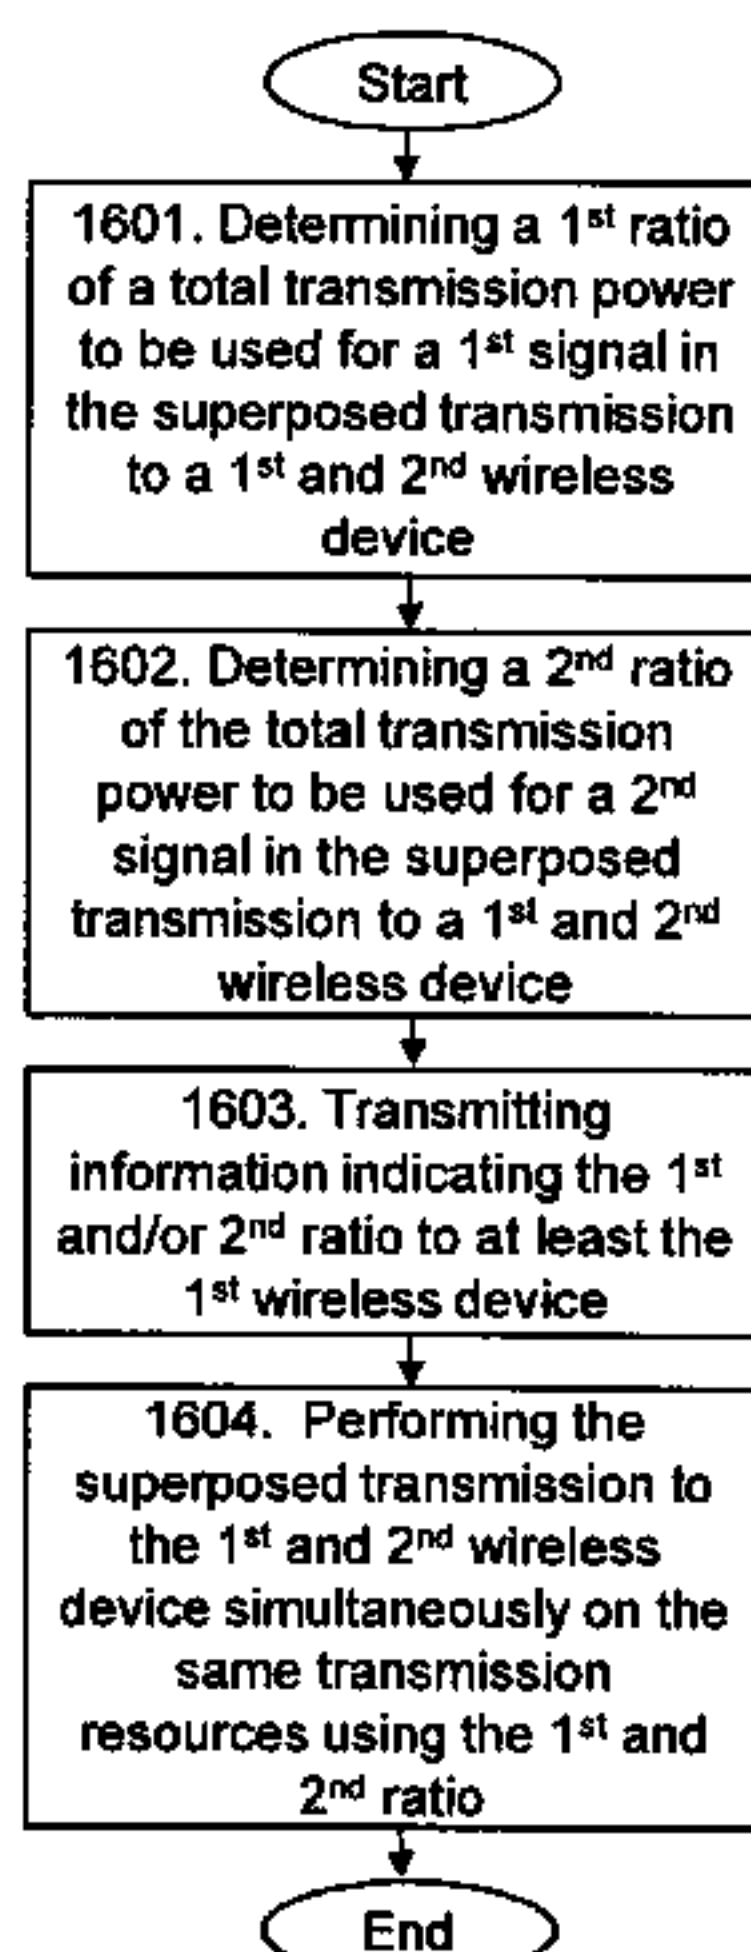 Start
1601. Determining a 1st ratio
of a total transmission power
to be used for a 1st signal in
the superposed transmission
to a 1st and 2nd wireless
device
1602. Determining a 2nd ratio
of the total transmission
power to be used for a 2nd
signal in the superposed
transmission to a 1st and 2nd
wireless device
1603. Transmitting
information indicating the 1st
and/or 2nd ratio to at least the
1st wireless device
1604. Performing the
superposed transmission to
the 1st and 2nd wireless
device simultaneously on the
same transmission
resources using the 1st and
2nd ratio
End